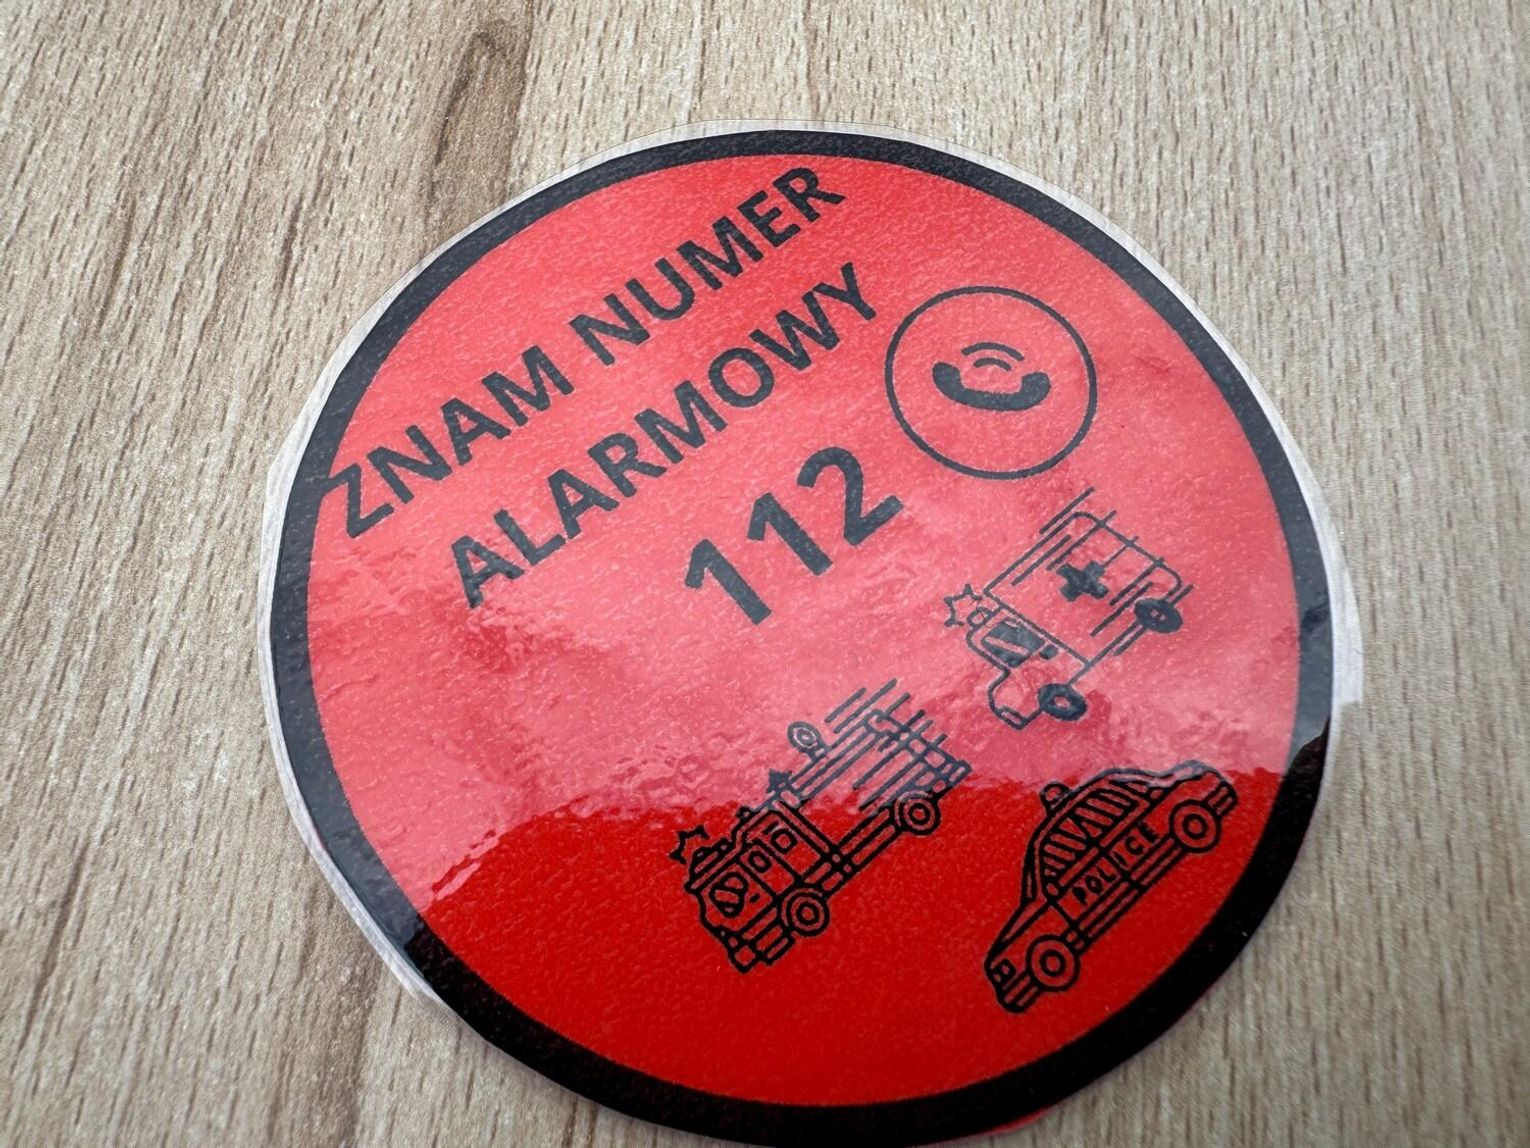 ZNAM NUMER
ALARMOWY
112
POLICE